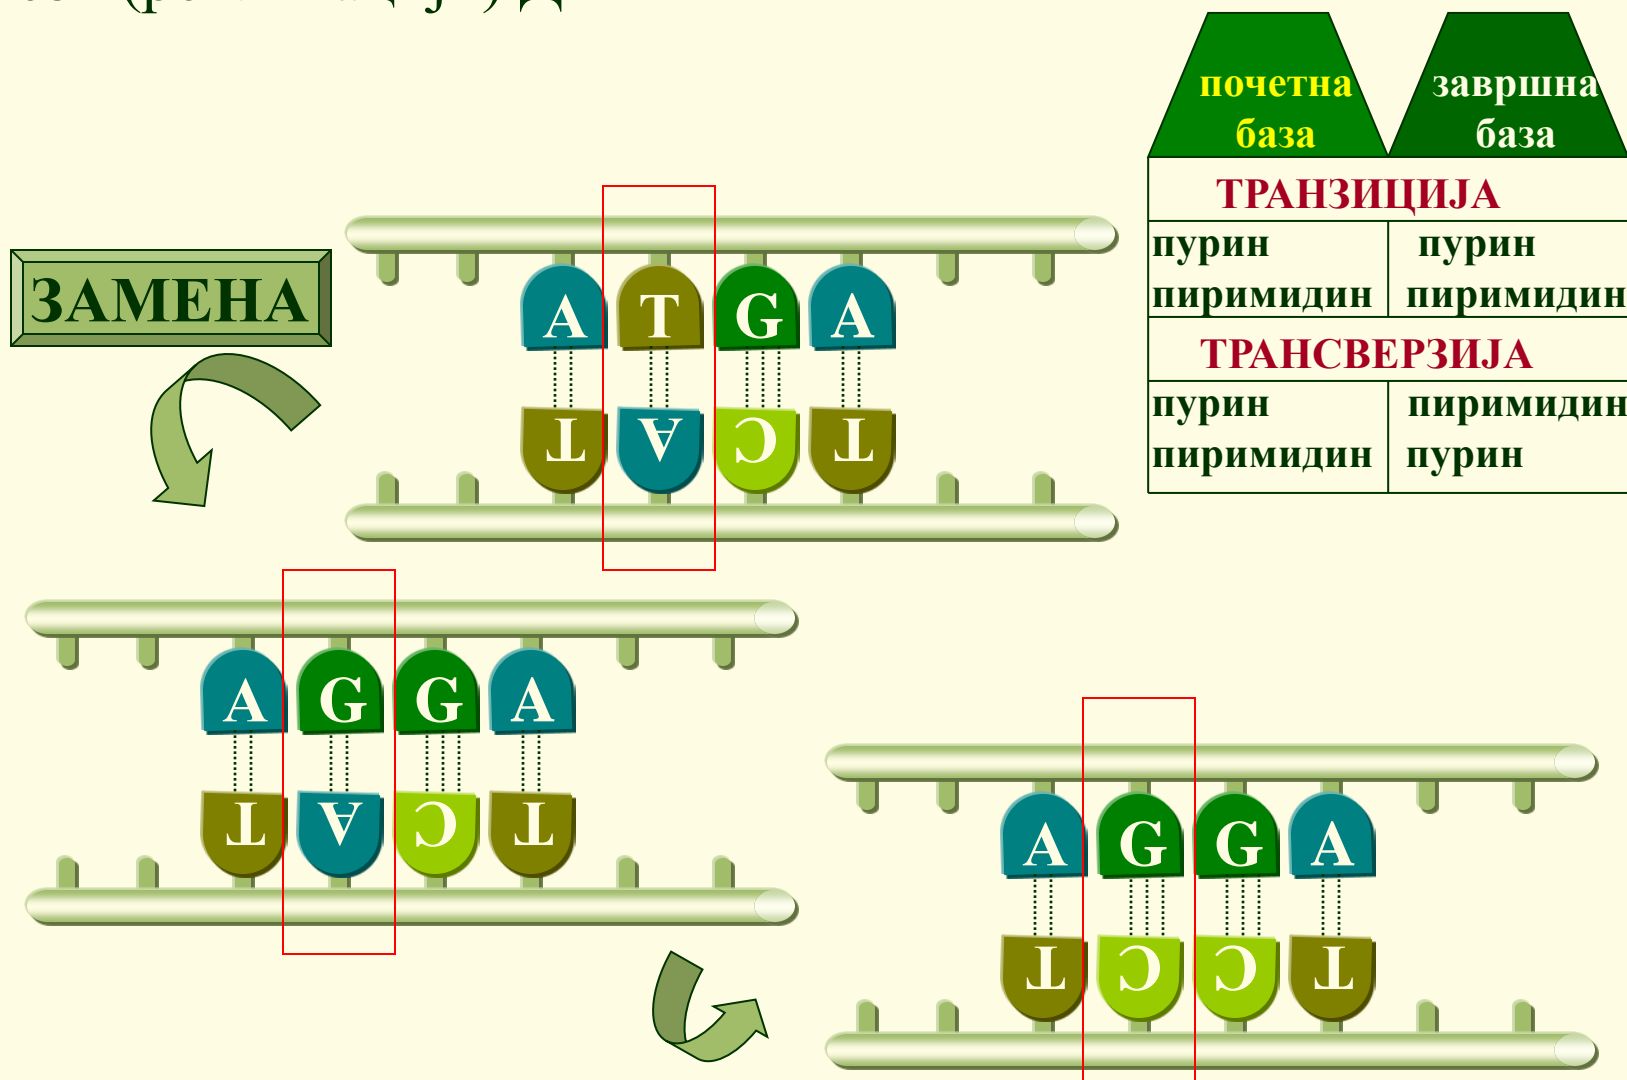 почетна
база
завршна
база
ТРАНЗИЦИЈА
пурин пурин
пиримидин пиримидин
ТРАНСВЕРЗИЈА
пурин пиримидин
пиримидин пурин
ЗАМЕНА
A T G A
T A C T
A G G A
T A C T
A G G A
T C C T